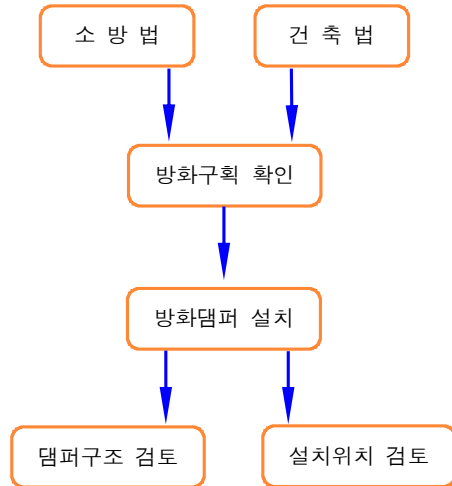 소 방 법
건 축 법
방화구획 확인
방화댐퍼 설치
댐퍼구조 검토
설치위치 검토